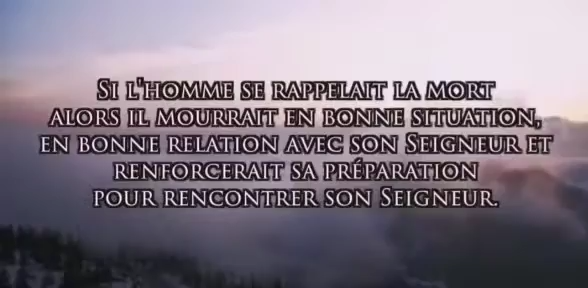 Si l'homme se rappelait la mort
alors il mourrait en bonne situation,
en bonne relation avec son Seigneur et
renforcerait sa préparation
pour rencontrer son Seigneur.